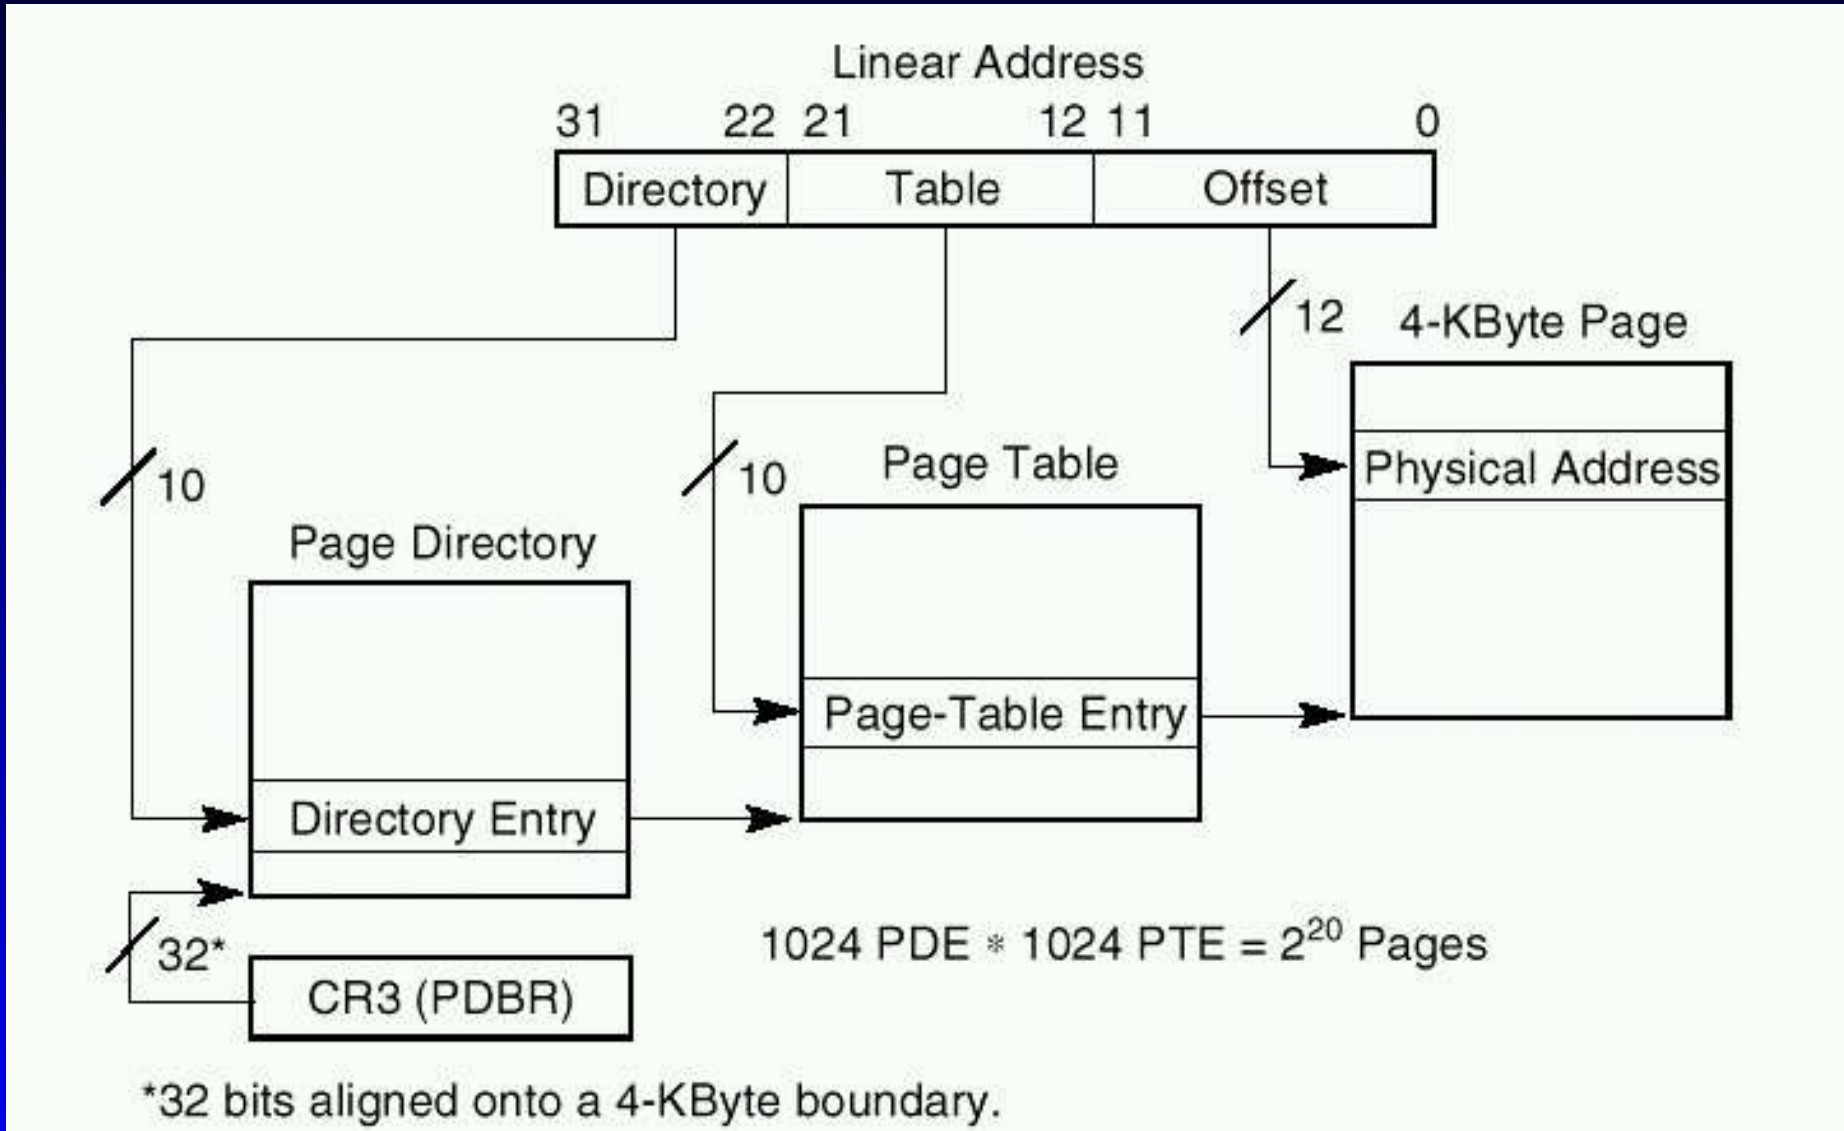 Linear Address
31 22 21 12 11 0
Directory Table Offset
12
4-KByte Page
Physical Address
10
10
Page Table
Page-Table Entry
Page Directory
Directory Entry
32*
CR3 (PDBR)
1024 PDE * 1024 PTE = 2²⁰ Pages
*32 bits aligned onto a 4-KByte boundary.